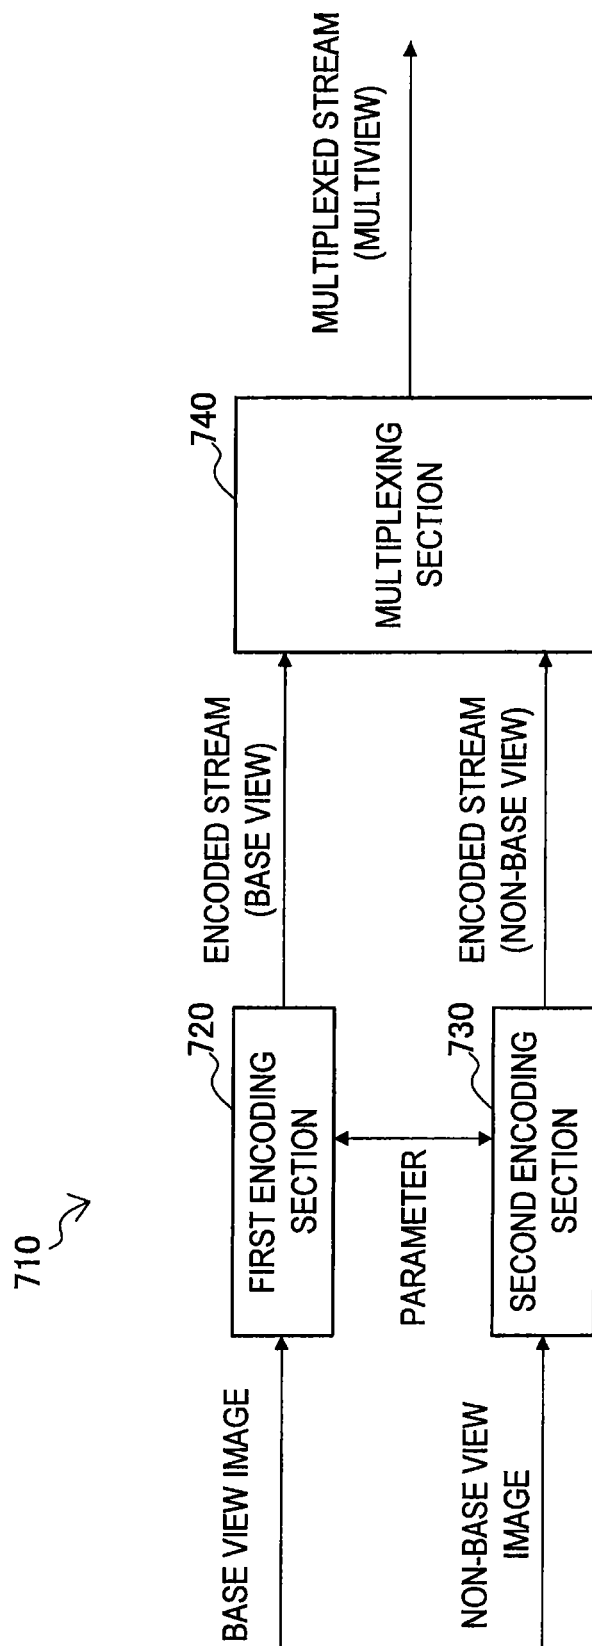 710
BASE VIEW IMAGE
720
FIRST ENCODING
SECTION
ENCODED STREAM
(BASE VIEW)
PARAMETER
NON-BASE VIEW
IMAGE
730
SECOND ENCODING
SECTION
ENCODED STREAM
(NON-BASE VIEW)
740
MULTIPLEXING
SECTION
MULTIPLEXED STREAM
(MULTIVIEW)